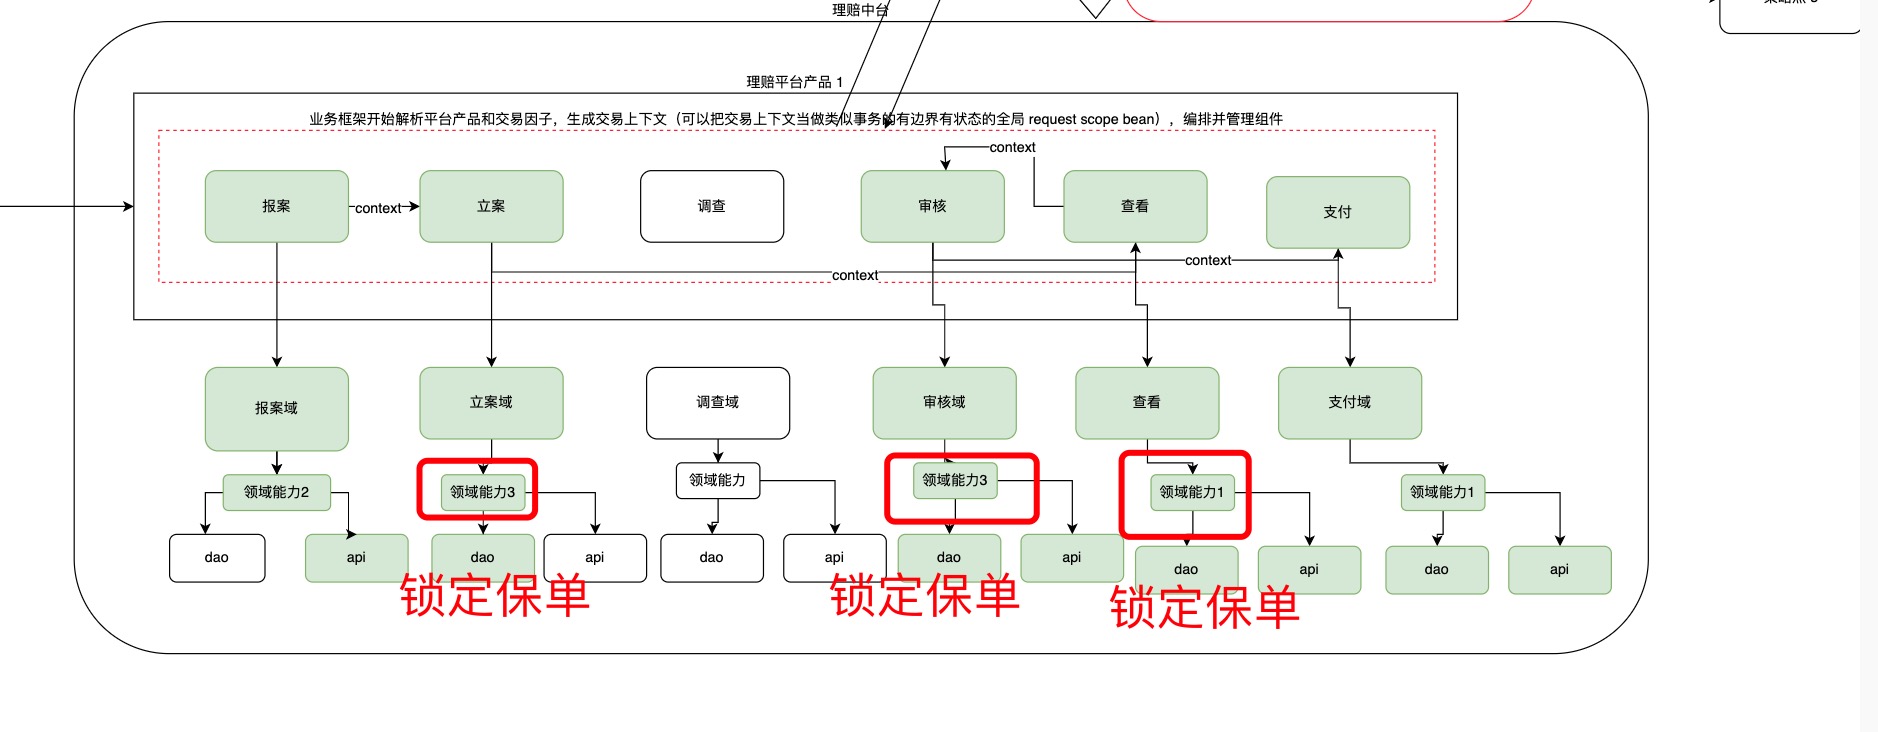 理赔中台
理赔平台产品 1
业务框架开始解析平台产品和交易因子，生成交易上下文（可以把交易上下文当做类似事务的有边界有状态的全局 request scope bean），编排并管理组件
context
报案
context
立案
调查
审核
查看
支付
context
context
报案域
立案域
调查域
审核域
查看
支付域
领域能力2
领域能力3
领域能力
领域能力3
领域能力1
领域能力1
dao
api
dao
api
dao
api
dao
api
dao
api
dao
api
锁定保单
锁定保单
锁定保单